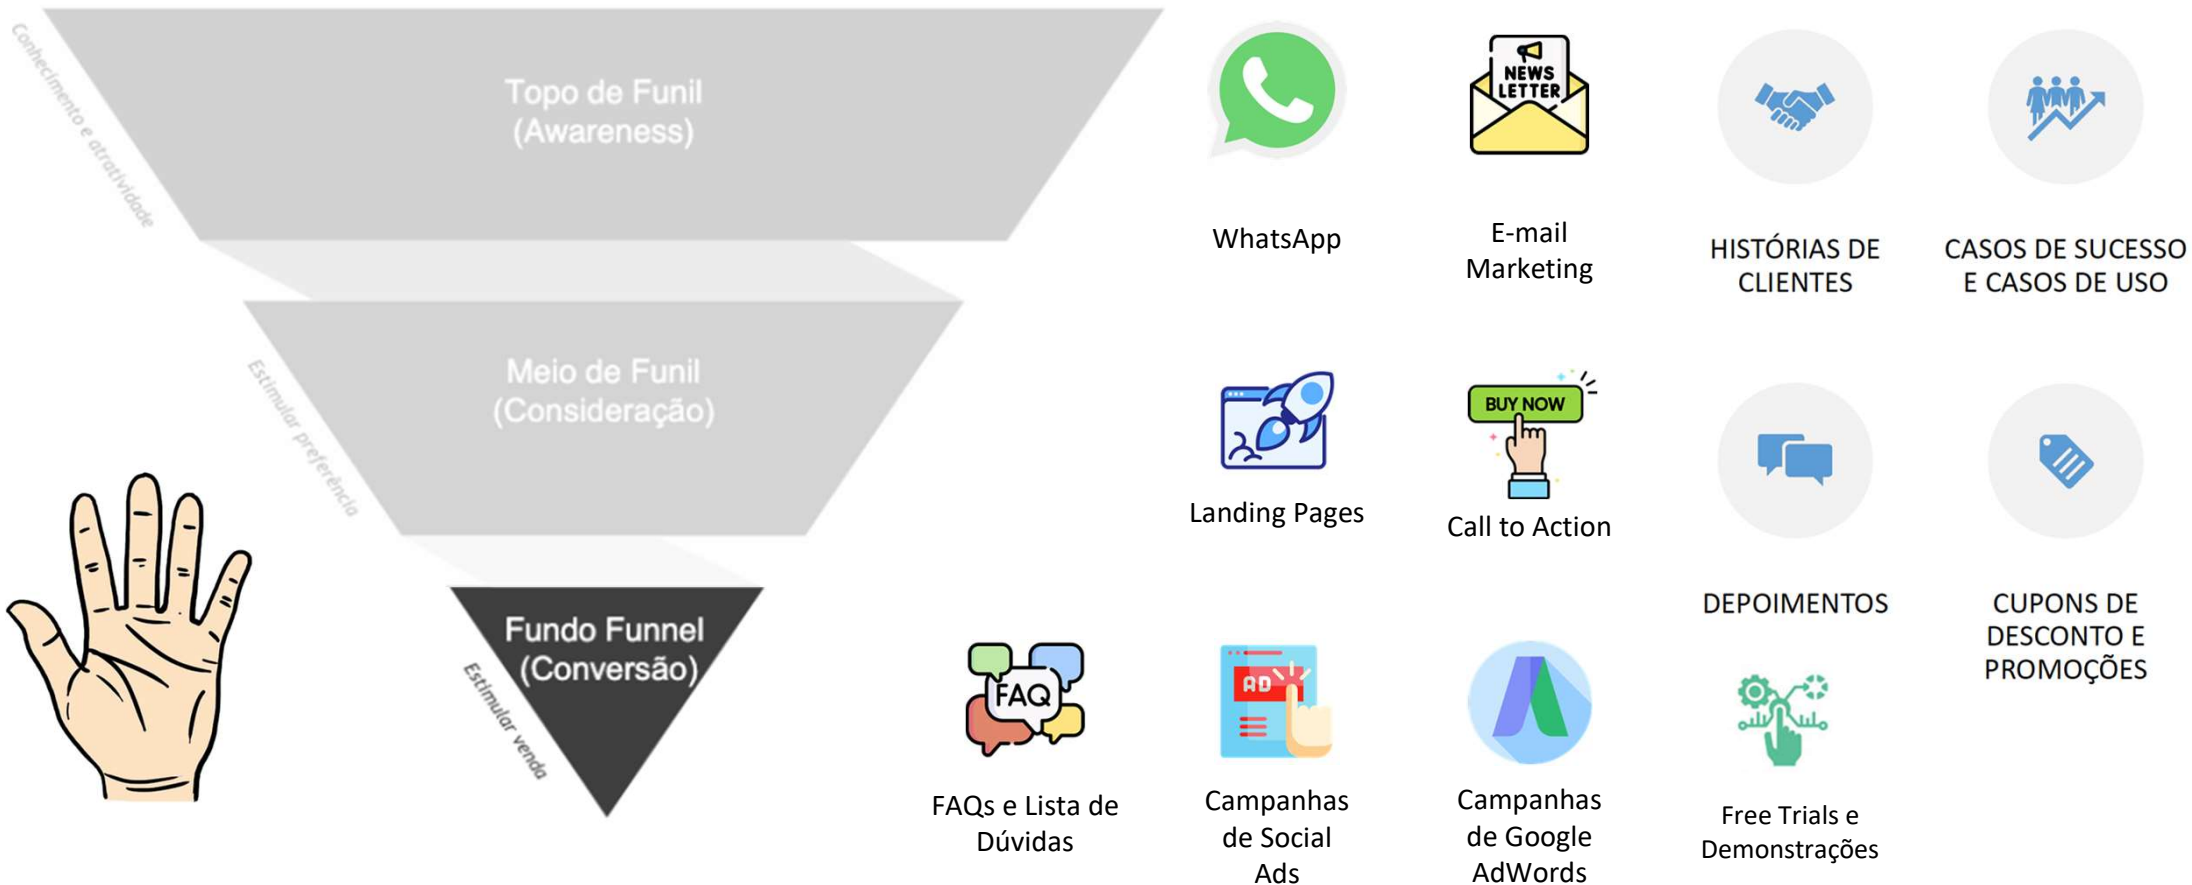 Conhecimento e atratividade
Topo de Funil
(Awareness)
Estimular preferência
Meio de Funil
(Consideração)
Fundo Funnel
(Conversão)
Estimular venda
WhatsApp
NEWS
LETTER
E-mail
Marketing
HISTÓRIAS DE
CLIENTES
CASOS DE SUCESSO
E CASOS DE USO
Landing Pages
BUY NOW
Call to Action
DEPOIMENTOS
CUPONS DE
DESCONTO E
PROMOÇÕES
FAQ
FAQs e Lista de
Dúvidas
AD
Campanhas
de Social
Ads
Campanhas
de Google
AdWords
Free Trials e
Demonstrações